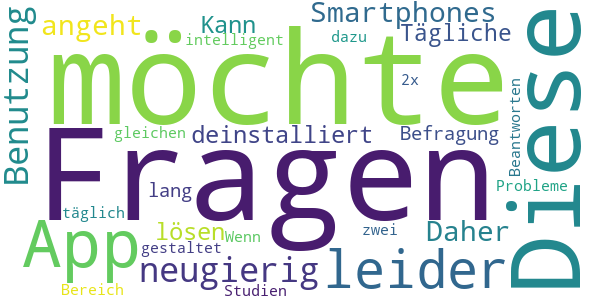 Benutzung
angeht
Kann
Smartphones
intelligent
dazu
Tägliche
möchte
2x
Diese
gleichen
deinstalliert
Befragung
Beantworten
Fragen
lang
Probleme
täglich
lösen
Wenn
zwei
Daher
App
gestaltet
neugierig
leider
Bereich
Studien